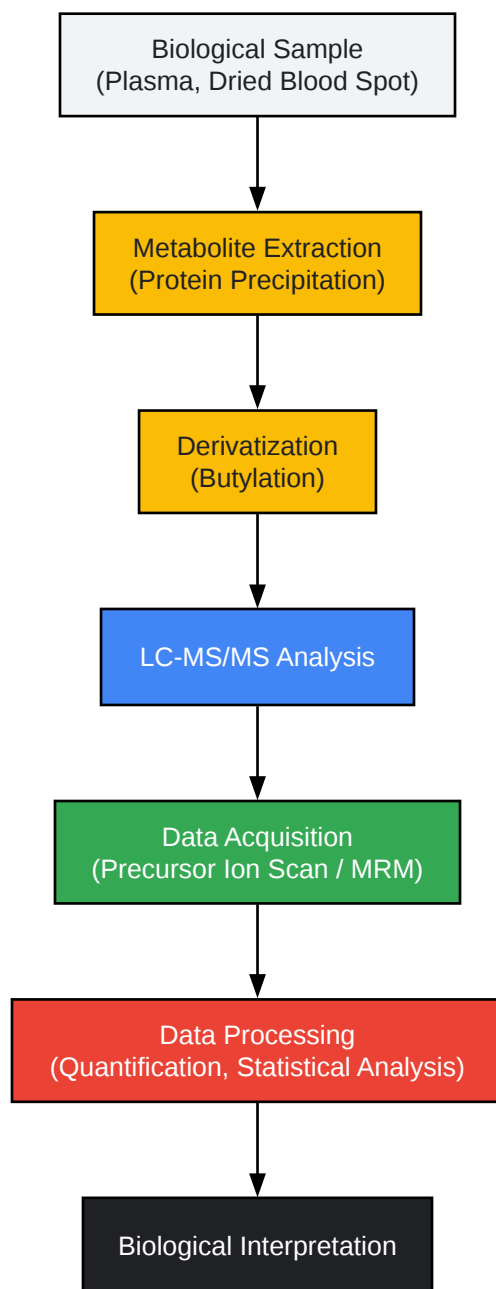 Biological Sample
(Plasma, Dried Blood Spot)
Metabolite Extraction
(Protein Precipitation)
Derivatization
(Butylation)
LC-MS/MS Analysis
Data Acquisition
(Precursor Ion Scan / MRM)
Data Processing
(Quantification, Statistical Analysis)
Biological Interpretation